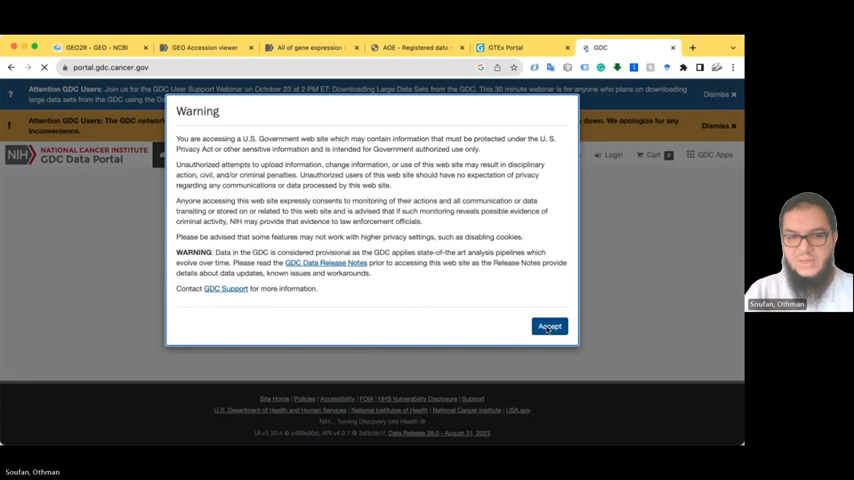 GEO2R - GEO - NCBI
GEO Accession viewer
All of gene expression
AOE - Registered data
GTEx Portal
GDC
portal.gdc.cancer.gov
Attention GDC Users: Join us for the GDC User Support Webinar on October 23 at 2 PM ET: Downloading Large Data Sets from the GDC. This 30 minute webinar is for anyone who plans on downloading
large data sets from the GDC using the Da
Dismiss
Attention GDC Users: The GDC netwo
down. We apologize for any
inconvenience.
Dismiss
NIH NATIONAL CANCER INSTITUTE
GDC Data Portal
Login
Cart 0
GDC Apps
Warning
You are accessing a U.S. Government web site which may contain information that must be protected under the U. S.
Privacy Act or other sensitive information and is intended for Government authorized use only.
Unauthorized attempts to upload information, change information, or use of this web site may result in disciplinary
action, civil, and/or criminal penalties. Unauthorized users of this web site should have no expectation of privacy
regarding any communications or data processed by this web site.
Anyone accessing this web site expressly consents to monitoring of their actions and all communication or data
transiting or stored on or related to this web site and is advised that if such monitoring reveals possible evidence of
criminal activity, NIH may provide that evidence to law enforcement officials.
Please be advised that some features may not work with higher privacy settings, such as disabling cookies.
WARNING: Data in the GDC is considered provisional as the GDC applies state-of-the art analysis pipelines which
evolve over time. Please read the GDC Data Release Notes prior to accessing this web site as the Release Notes provide
details about data updates, known issues and workarounds.
Contact GDC Support for more information.
Accept
Soufan, Othman
Site Home | Policies | Accessibility | FOIA | HHS Vulnerability Disclosure | Support
U.S. Department of Health and Human Services | National Institutes of Health | National Cancer Institute | USA.gov
NIH... Turning Discovery Into Health ®
Data Release 38.0 - August 31, 2023
Soufan, Othman